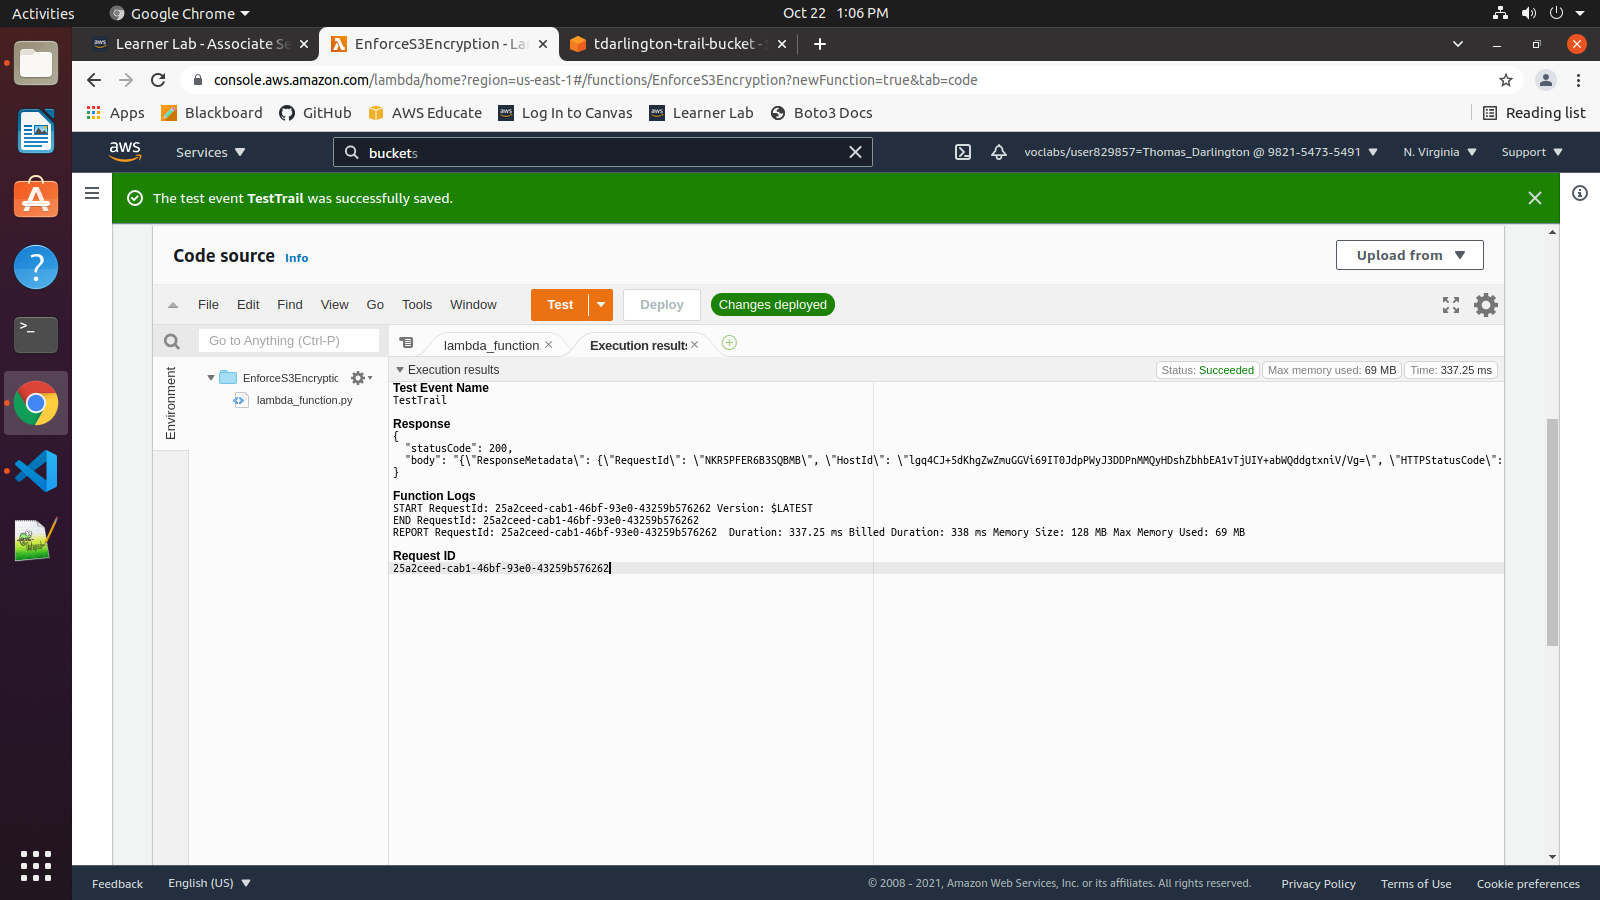 Activities Google Chrome Oct 22 1:06 PM
Learner Lab - Associate Se EnforceS3Encryption - La tdarlington-trail-bucket -
console.aws.amazon.com/lambda/home?region=us-east-1#/functions/EnforceS3Encryption?newFunction=true&tab=code
Apps Blackboard GitHub AWS Educate Log In to Canvas Learner Lab Boto3 Docs Reading list
aws Services buckets voclabs/user829857=Thomas_Darlington @ 9821-5473-5491 N. Virginia Support
The test event TestTrail was successfully saved.
Code source Info Upload from
File Edit Find View Go Tools Window Test Deploy Changes deployed
Go to Anything (Ctrl-P) lambda_function. Execution results
Execution results Status: Succeeded Max memory used: 69 MB Time: 337.25 ms
Environment
EnforceS3Encryptic
lambda_function.py
Test Event Name
TestTrail
Response
{
"statusCode": 200,
"body": "{\"ResponseMetadata\": {\"RequestId\": \"NKR5PFER6B3SQBMB\", \"HostId\": \"lgq4CJ+5dKhgZwZmuGGVi69IT0JdpPWyJ3DDPnMMQyHDshZbhbEA1vTjUIY+abWQddgtxniV/Vg=\", \"HTTPStatusCode\":
}
Function Logs
START RequestId: 25a2ceed-cab1-46bf-93e0-43259b576262 Version: $LATEST
END RequestId: 25a2ceed-cab1-46bf-93e0-43259b576262
REPORT RequestId: 25a2ceed-cab1-46bf-93e0-43259b576262 Duration: 337.25 ms Billed Duration: 338 ms Memory Size: 128 MB Max Memory Used: 69 MB
Request ID
25a2ceed-cab1-46bf-93e0-43259b576262
Feedback English (US) © 2008 - 2021, Amazon Web Services, Inc. or its affiliates. All rights reserved. Privacy Policy Terms of Use Cookie preferences